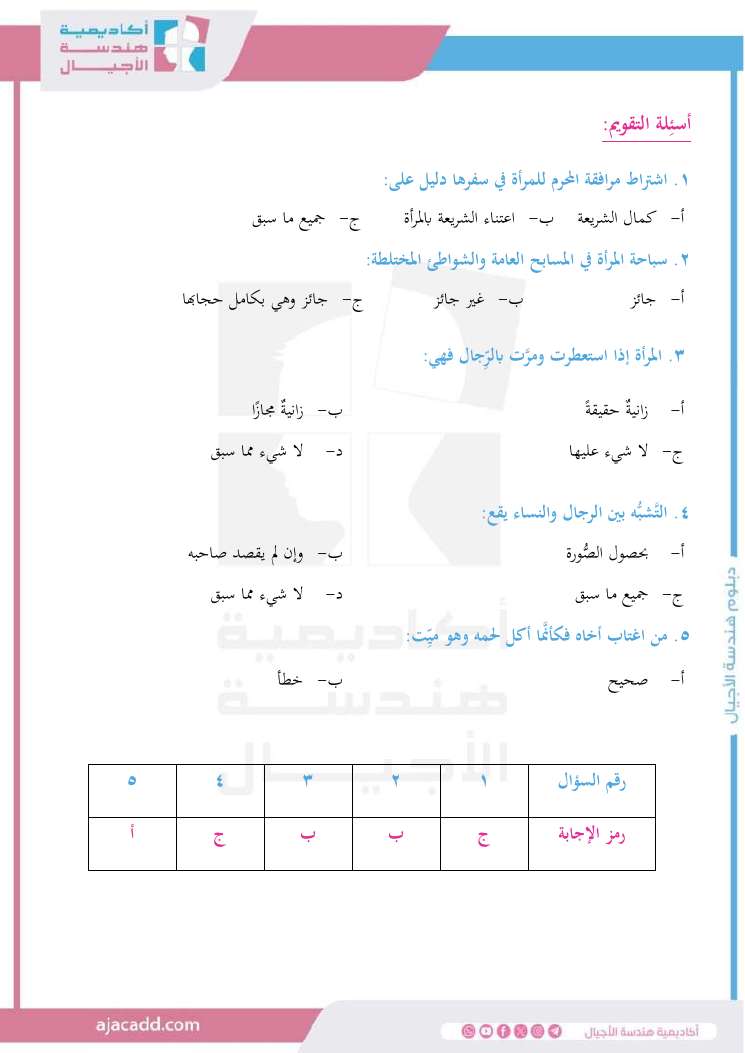 أكاديمية
هندسة
الأجيال
أسئلة التقويم:
١. اشتراط مرافقة المحرم للمرأة في سفرها دليل على:
أ- كمال الشريعة ب- اعتناء الشريعة بالمرأة ج- جميع ما سبق
٢. سباحة المرأة في المسابح العامة والشواطئ المختلطة:
أ- جائز ب- غير جائز ج- جائز وهي بكامل حجابها
٣. المرأة إذا استعطرت ومرَّت بالرِّجال فهي:
أ- زانيةٌ حقيقةً ب- زانيةٌ مجازًا
ج- لا شيء عليها د- لا شيء مما سبق
٤. التَّشبُّه بين الرجال والنساء يقع:
أ- بحصول الصُّورة ب- وإن لم يقصد صاحبه
ج- جميع ما سبق د- لا شيء مما سبق
٥. من اغتاب أخاه فكأنَّما أكل لحمه وهو ميِّت:
أ- صحيح ب- خطأ
أكاديمية
هندسة
الأجيال
رقم السؤال ١ ٢ ٣ ٤ ٥
رمز الإجابة ج ب ب ج أ
دبلوم هندسة الأجيال
أكاديمية هندسة الأجيال
ajacadd.com